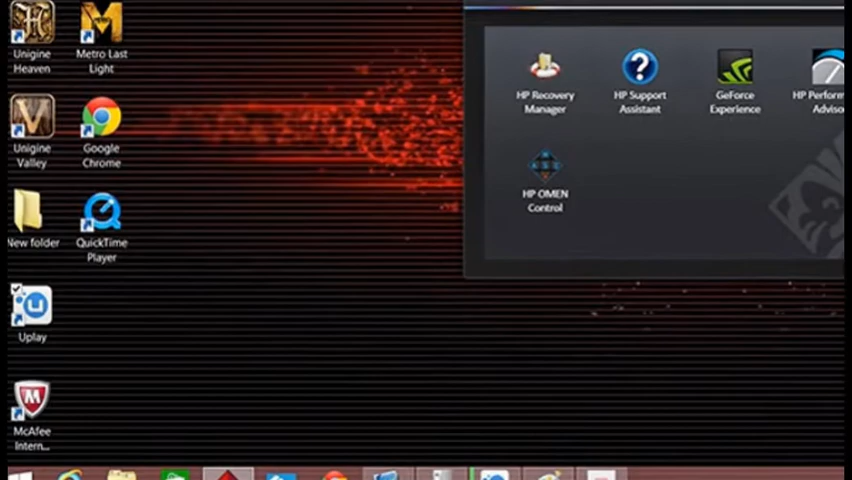 Unigine
Heaven
Metro Last
Light
Unigine
Valley
Google
Chrome
New folder
QuickTime
Player
Uplay
McAfee
Intern...
HP Recovery
Manager
HP Support
Assistant
GeForce
Experience
HP Perform
Adviso
HP OMEN
Control